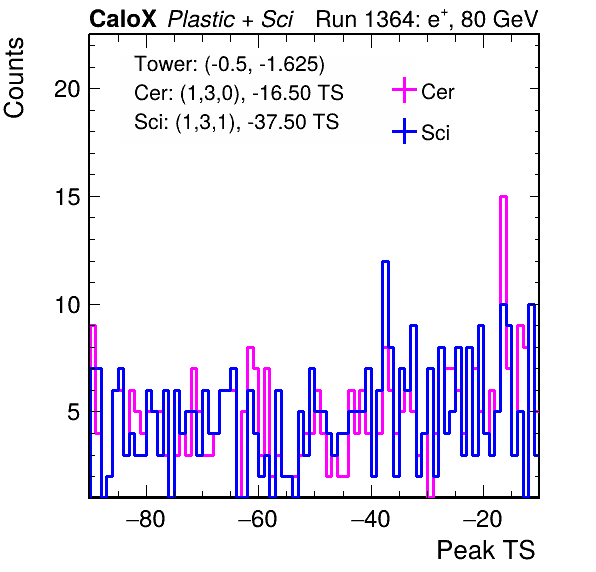 CaloX Plastic + Sci Run 1364: e⁺, 80 GeV
Tower: (-0.5, -1.625)
Cer: (1,3,0), -16.50 TS
Sci: (1,3,1), -37.50 TS
Cer
Sci
Counts
20
15
10
5
−80 −60 −40 −20
Peak TS